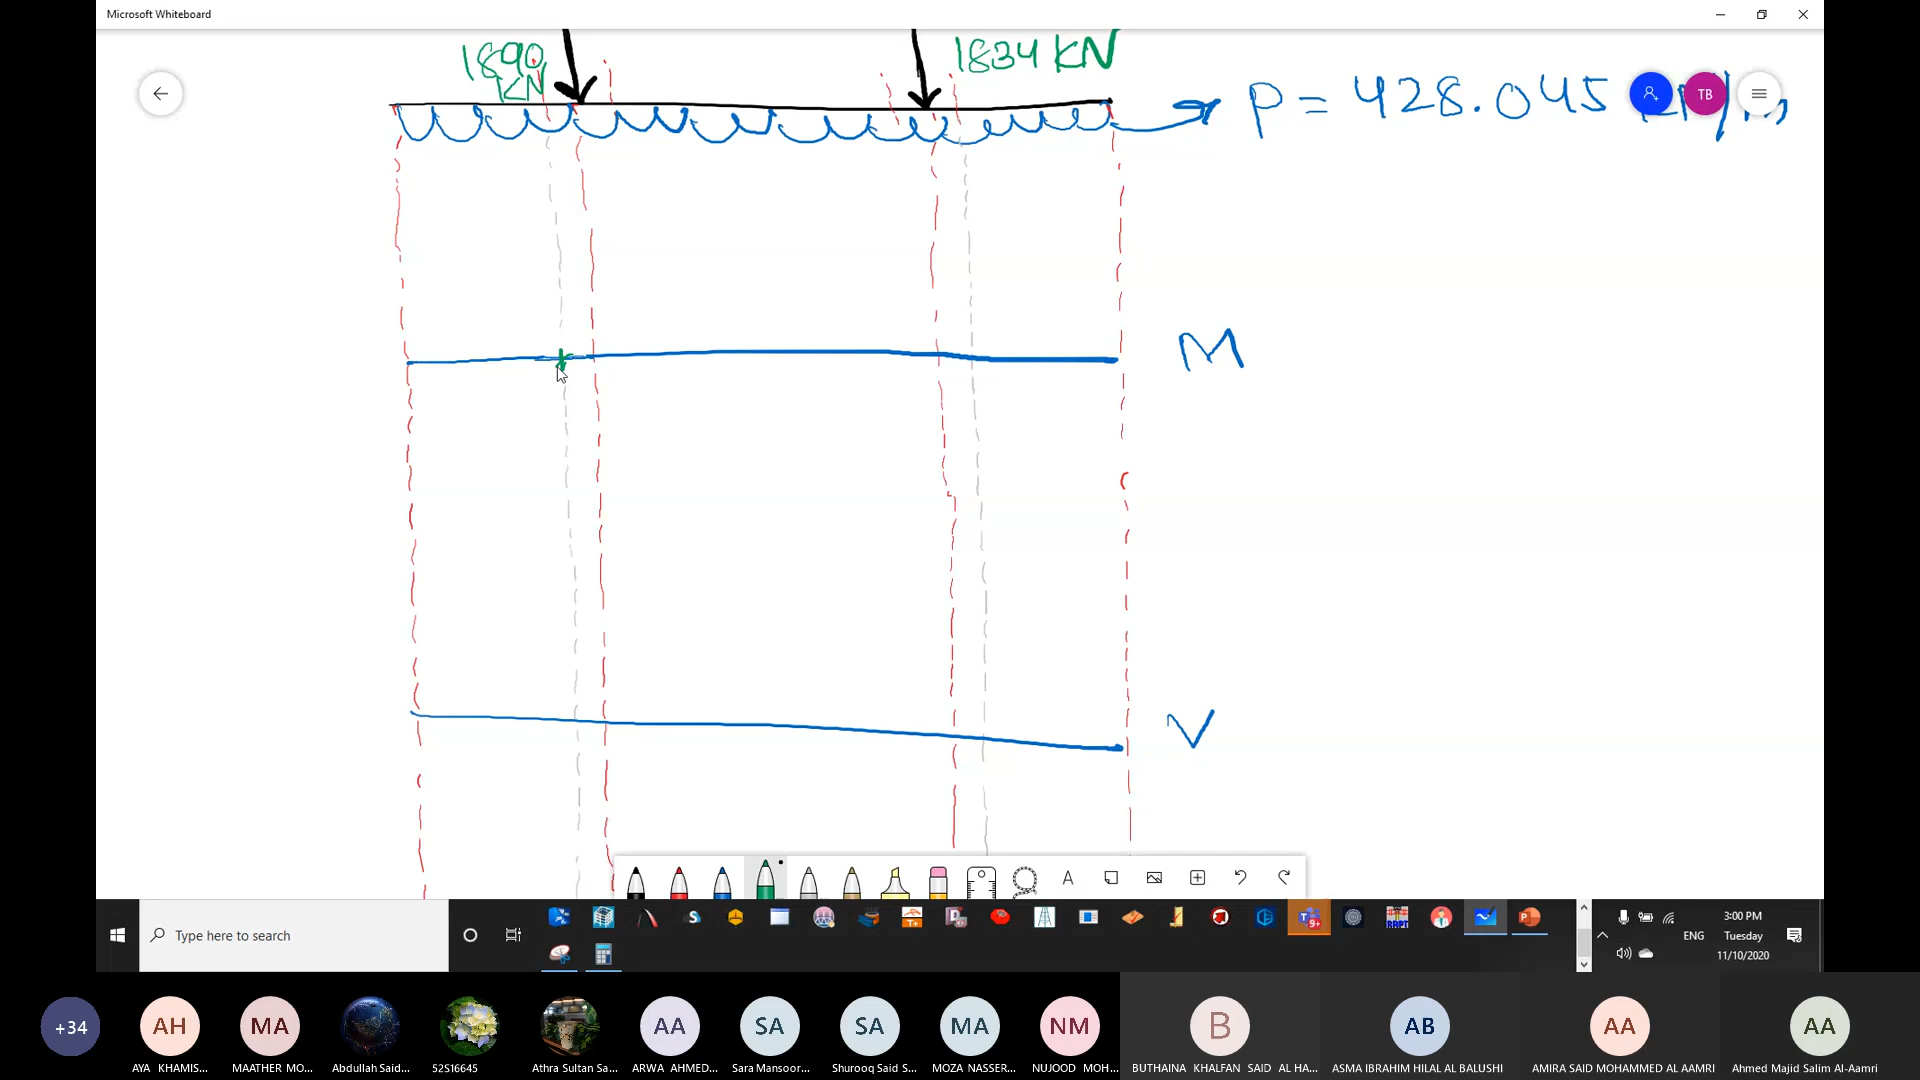 Microsoft Whiteboard
1890
KN
1834 KN
P = 428.045
TB
M
V
A
Type here to search
9+
ENG
3:00 PM
Tuesday
11/10/2020
+34
AH
MA
AA
SA
SA
MA
NM
B
AB
AA
AA
AYA KHAMIS...
MAATHER MO...
Abdullah Said...
52S16645
Athra Sultan Sa...
ARWA AHMED...
Sara Mansoor...
Shurooq Said S...
MOZA NASSER...
NUJOOD MOH...
BUTHAINA KHALFAN SAID AL HA...
ASMA IBRAHIM HILAL AL BALUSHI
AMIRA SAID MOHAMMED AL AAMRI
Ahmed Majid Salim Al-Aamri